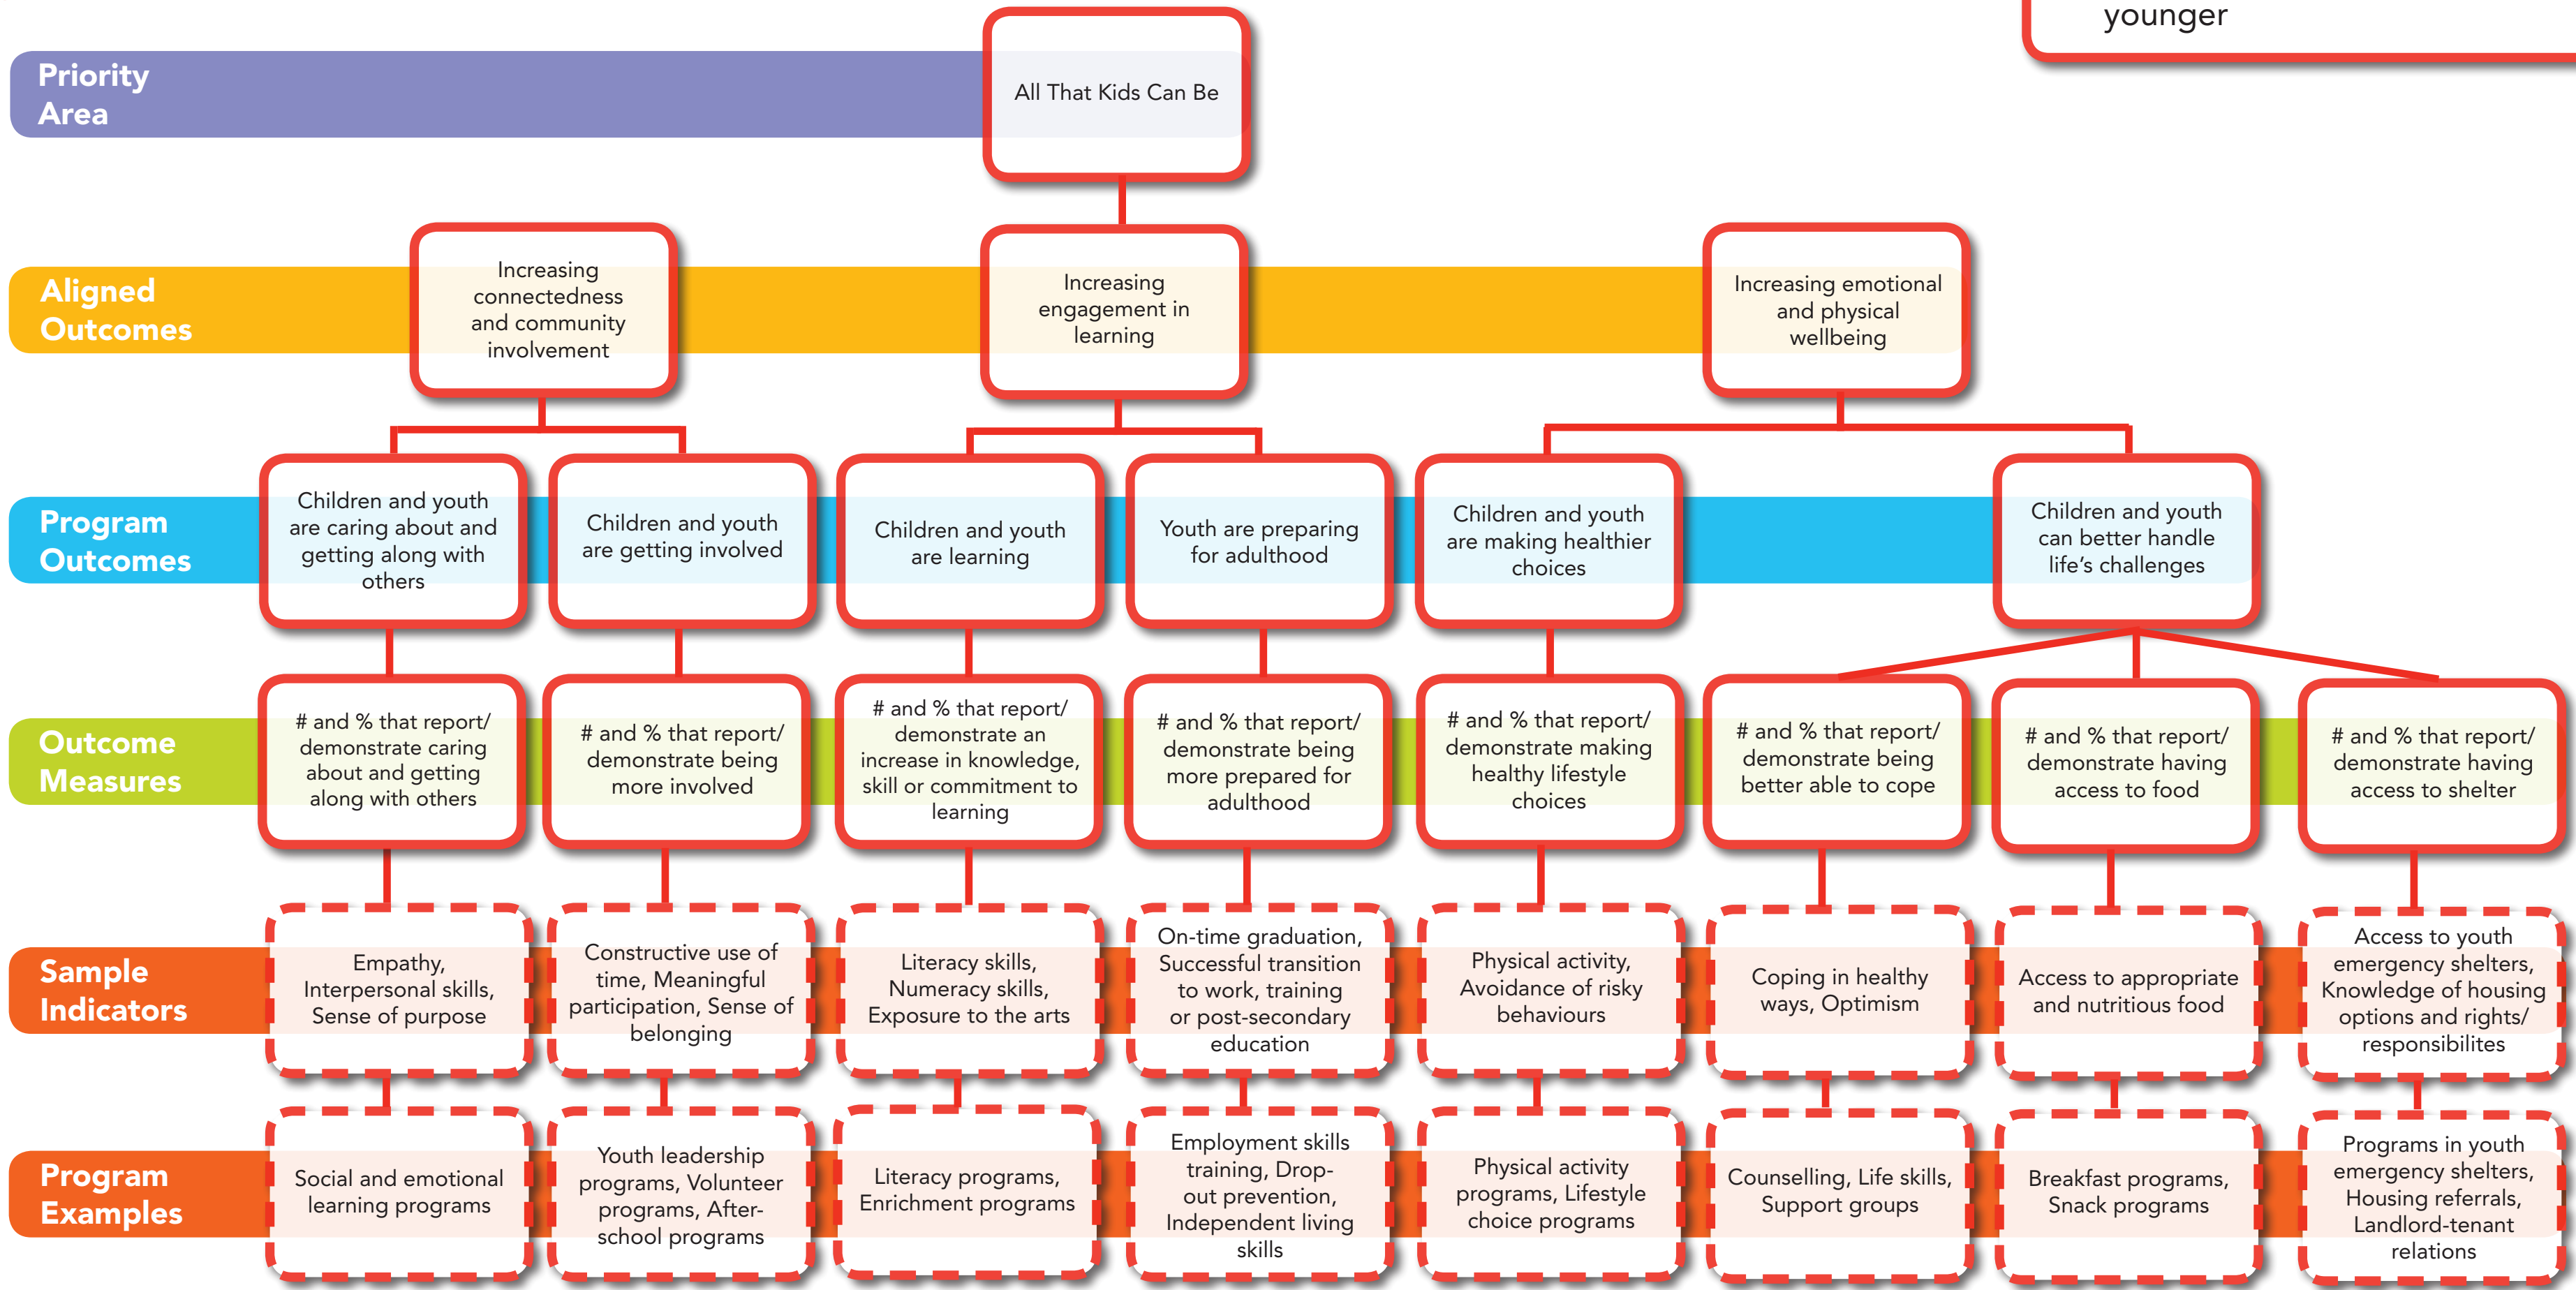 younger
Priority
Area
All That Kids Can Be
Aligned
Outcomes
Increasing
connectedness
and community
involvement
Increasing
engagement in
learning
Increasing emotional
and physical
wellbeing
Program
Outcomes
Children and youth
are caring about and
getting along with
others
Children and youth
are getting involved
Children and youth
are learning
Youth are preparing
for adulthood
Children and youth
are making healthier
choices
Children and youth
can better handle
life's challenges
Outcome
Measures
# and % that report/
demonstrate caring
about and getting
along with others
# and % that report/
demonstrate being
more involved
# and % that report/
demonstrate an
increase in knowledge,
skill or commitment to
learning
# and % that report/
demonstrate being
more prepared for
adulthood
# and % that report/
demonstrate making
healthy lifestyle
choices
# and % that report/
demonstrate being
better able to cope
# and % that report/
demonstrate having
access to food
# and % that report/
demonstrate having
access to shelter
Sample
Indicators
Empathy,
Interpersonal skills,
Sense of purpose
Constructive use of
time, Meaningful
participation, Sense of
belonging
Literacy skills,
Numeracy skills,
Exposure to the arts
On-time graduation,
Successful transition
to work, training
or post-secondary
education
Physical activity,
Avoidance of risky
behaviours
Coping in healthy
ways, Optimism
Access to appropriate
and nutritious food
Access to youth
emergency shelters,
Knowledge of housing
options and rights/
responsibilites
Program
Examples
Social and emotional
learning programs
Youth leadership
programs, Volunteer
programs, After-
school programs
Literacy programs,
Enrichment programs
Employment skills
training, Drop-
out prevention,
Independent living
skills
Physical activity
programs, Lifestyle
choice programs
Counselling, Life skills,
Support groups
Breakfast programs,
Snack programs
Programs in youth
emergency shelters,
Housing referrals,
Landlord-tenant
relations